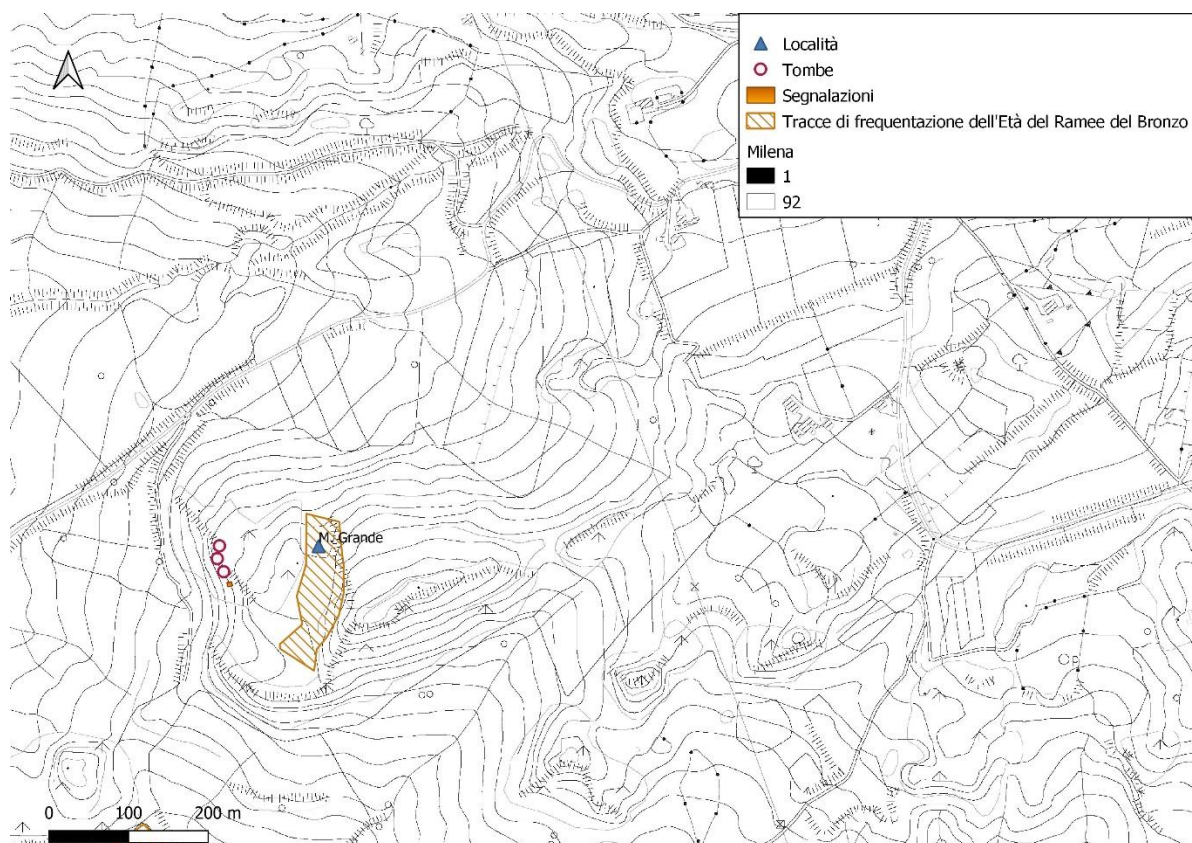 Località
Tombe
Segnalazioni
Tracce di frequentazione dell'Età del Ramee del Bronzo
Milena
1
92
M. Grande
Op
0 100 200 m